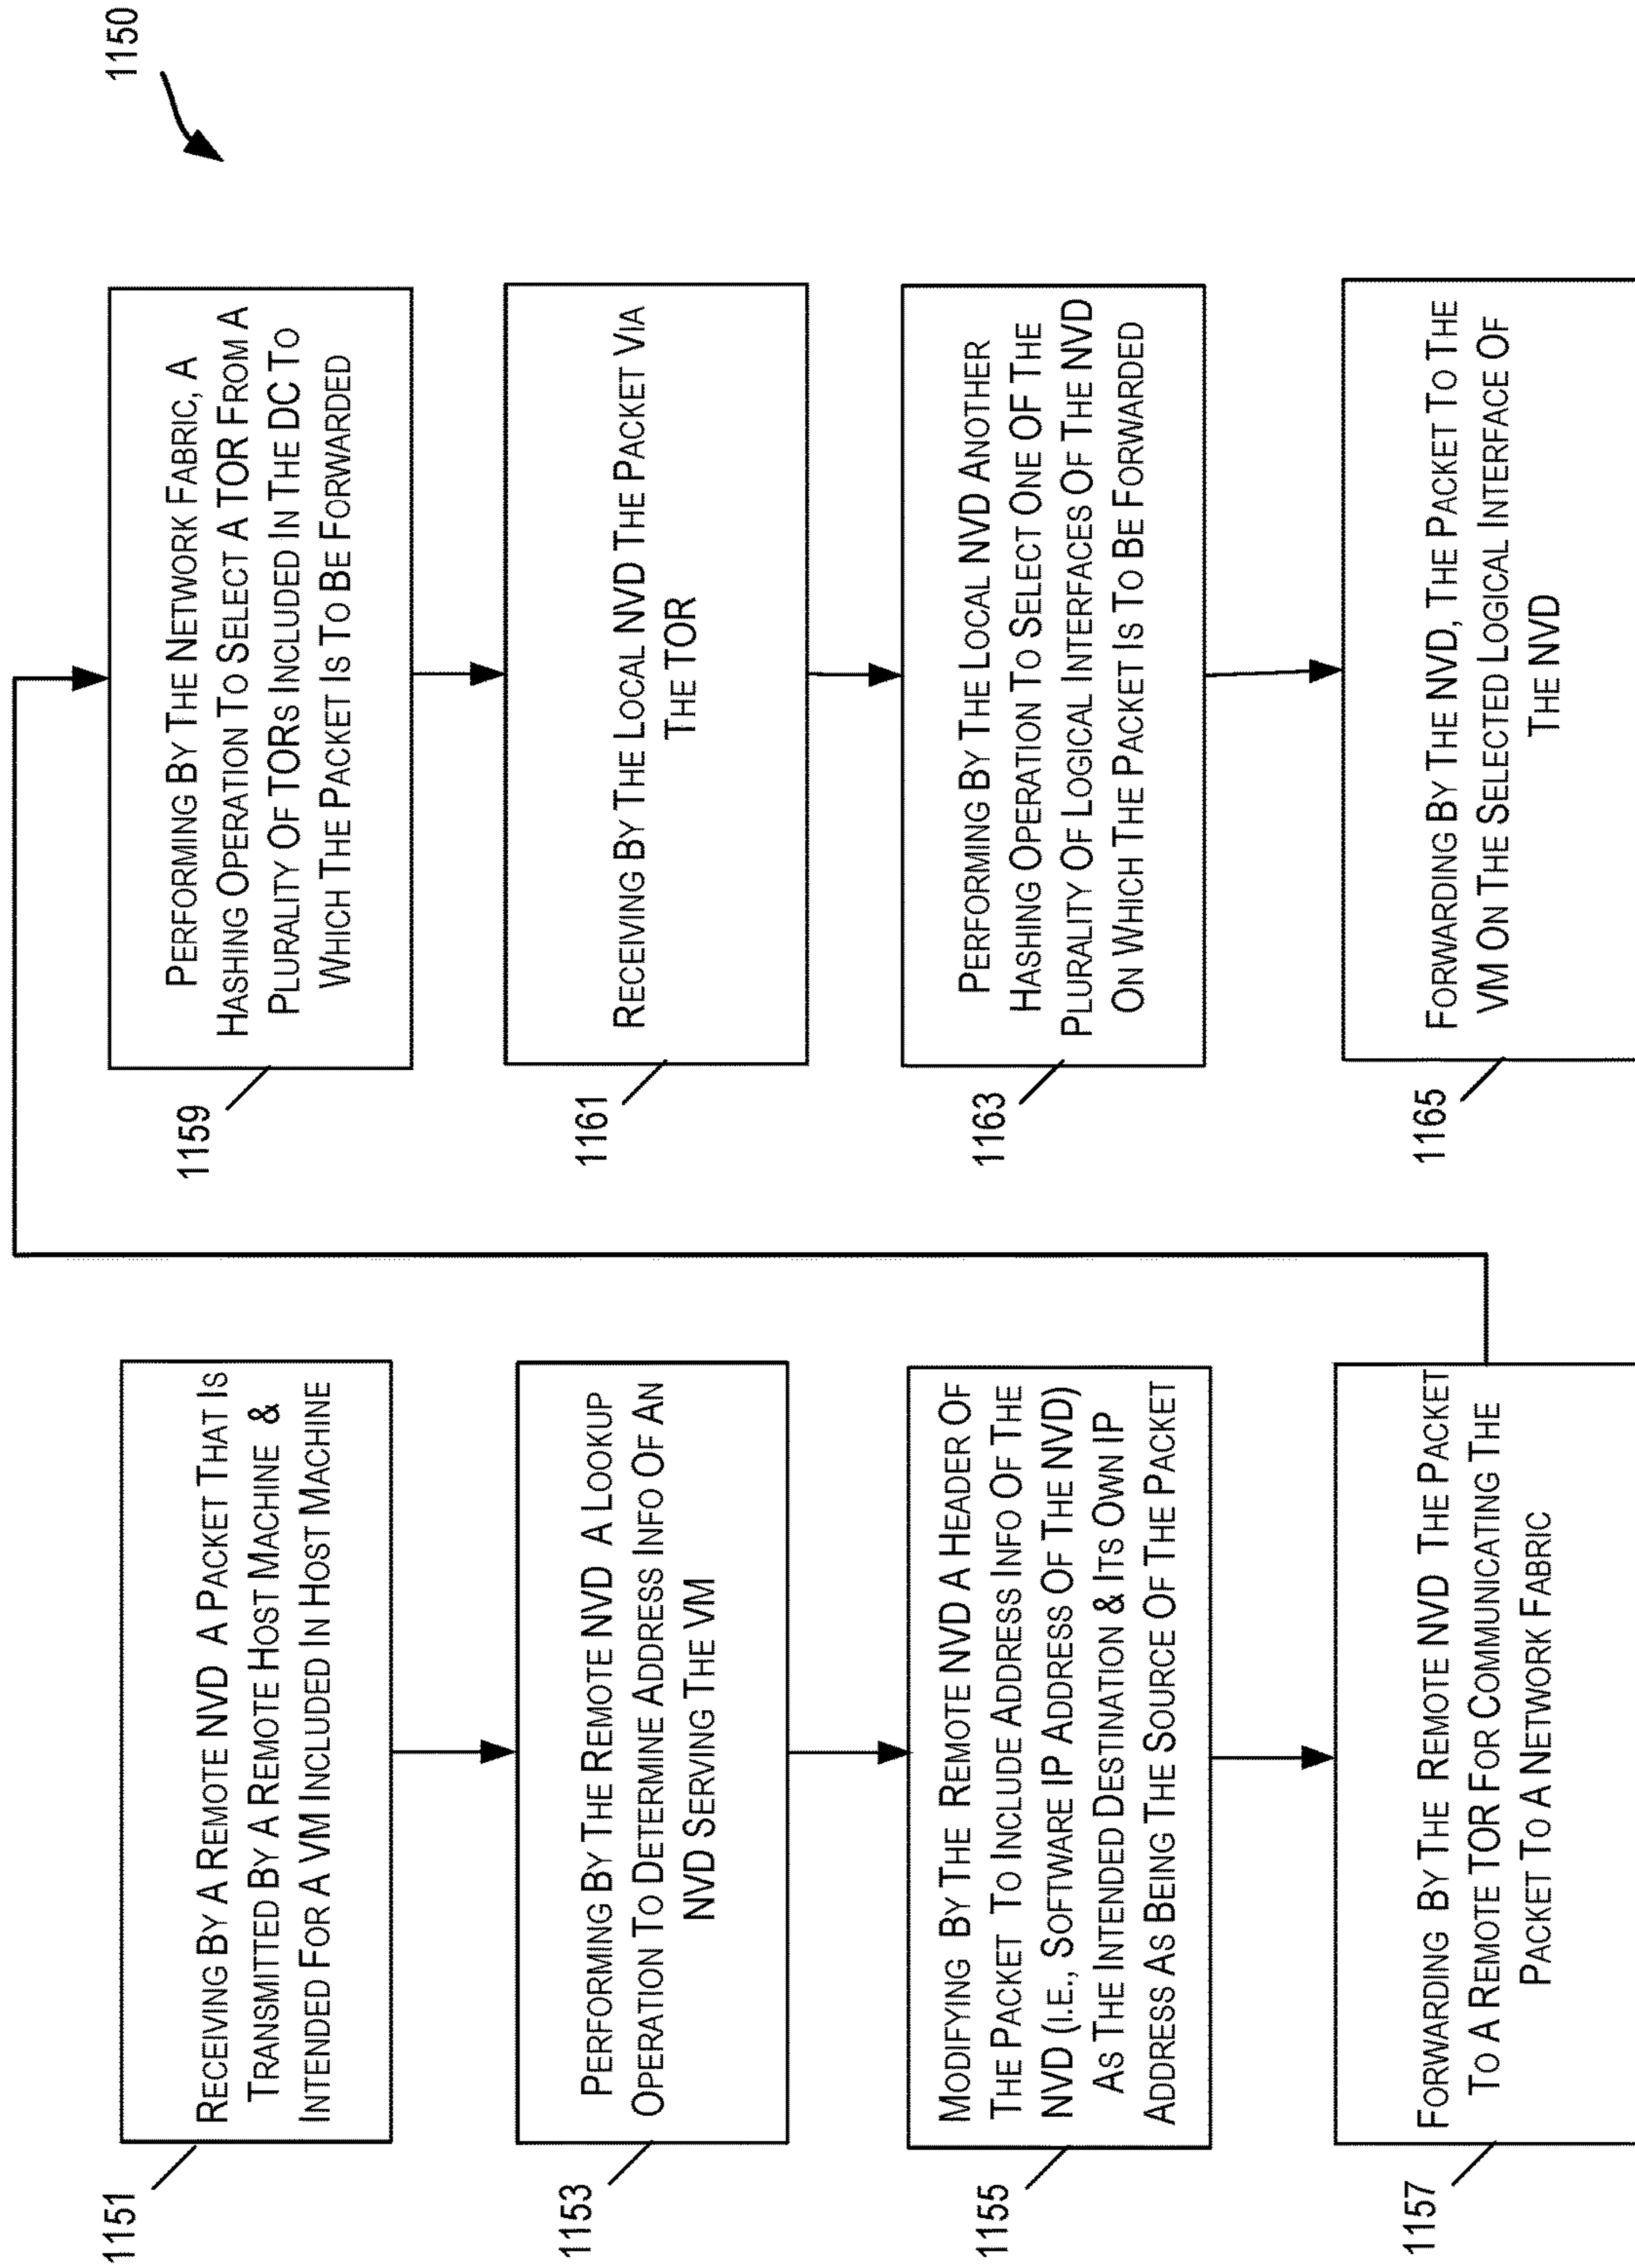 1150
1151
RECEIVING BY A REMOTE NVD A PACKET THAT IS
TRANSMITTED BY A REMOTE HOST MACHINE &
INTENDED FOR A VM INCLUDED IN HOST MACHINE
1153
PERFORMING BY THE REMOTE NVD A LOOKUP
OPERATION TO DETERMINE ADDRESS INFO OF AN
NVD SERVING THE VM
1155
MODIFYING BY THE REMOTE NVD A HEADER OF
THE PACKET TO INCLUDE ADDRESS INFO OF THE
NVD (I.E., SOFTWARE IP ADDRESS OF THE NVD)
AS THE INTENDED DESTINATION & ITS OWN IP
ADDRESS AS BEING THE SOURCE OF THE PACKET
1157
FORWARDING BY THE REMOTE NVD THE PACKET
TO A REMOTE TOR FOR COMMUNICATING THE
PACKET TO A NETWORK FABRIC
1159
PERFORMING BY THE NETWORK FABRIC, A
HASHING OPERATION TO SELECT A TOR FROM A
PLURALITY OF TORS INCLUDED IN THE DC TO
WHICH THE PACKET IS TO BE FORWARDED
1161
RECEIVING BY THE LOCAL NVD THE PACKET VIA
THE TOR
1163
PERFORMING BY THE LOCAL NVD ANOTHER
HASHING OPERATION TO SELECT ONE OF THE
PLURALITY OF LOGICAL INTERFACES OF THE NVD
ON WHICH THE PACKET IS TO BE FORWARDED
1165
FORWARDING BY THE NVD, THE PACKET TO THE
VM ON THE SELECTED LOGICAL INTERFACE OF
THE NVD